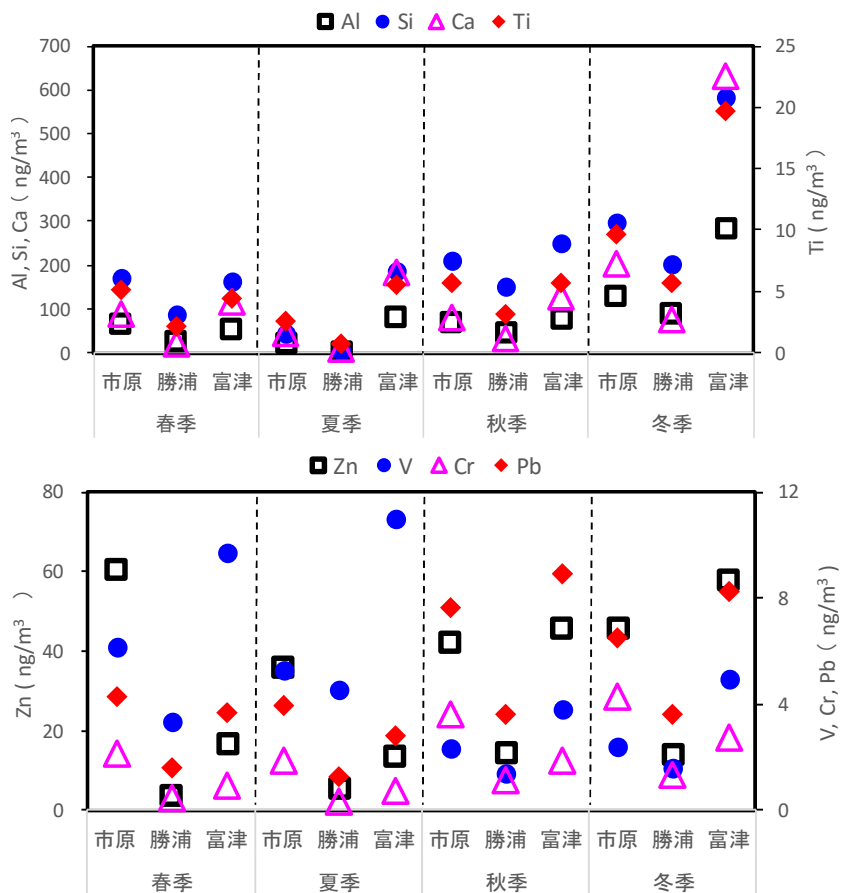 Al Si Ca Ti
700 25
600
20
500
400 15
300 10
200
5
100
0 0
Al, Si, Ca ( ng/m³ )
Ti ( ng/m³ )
市原 勝浦 富津 市原 勝浦 富津 市原 勝浦 富津 市原 勝浦 富津
春季 夏季 秋季 冬季
Zn V Cr Pb
80 12
60
8
40
4
20
0 0
Zn ( ng/m³ )
V, Cr, Pb ( ng/m³ )
市原 勝浦 富津 市原 勝浦 富津 市原 勝浦 富津 市原 勝浦 富津
春季 夏季 秋季 冬季